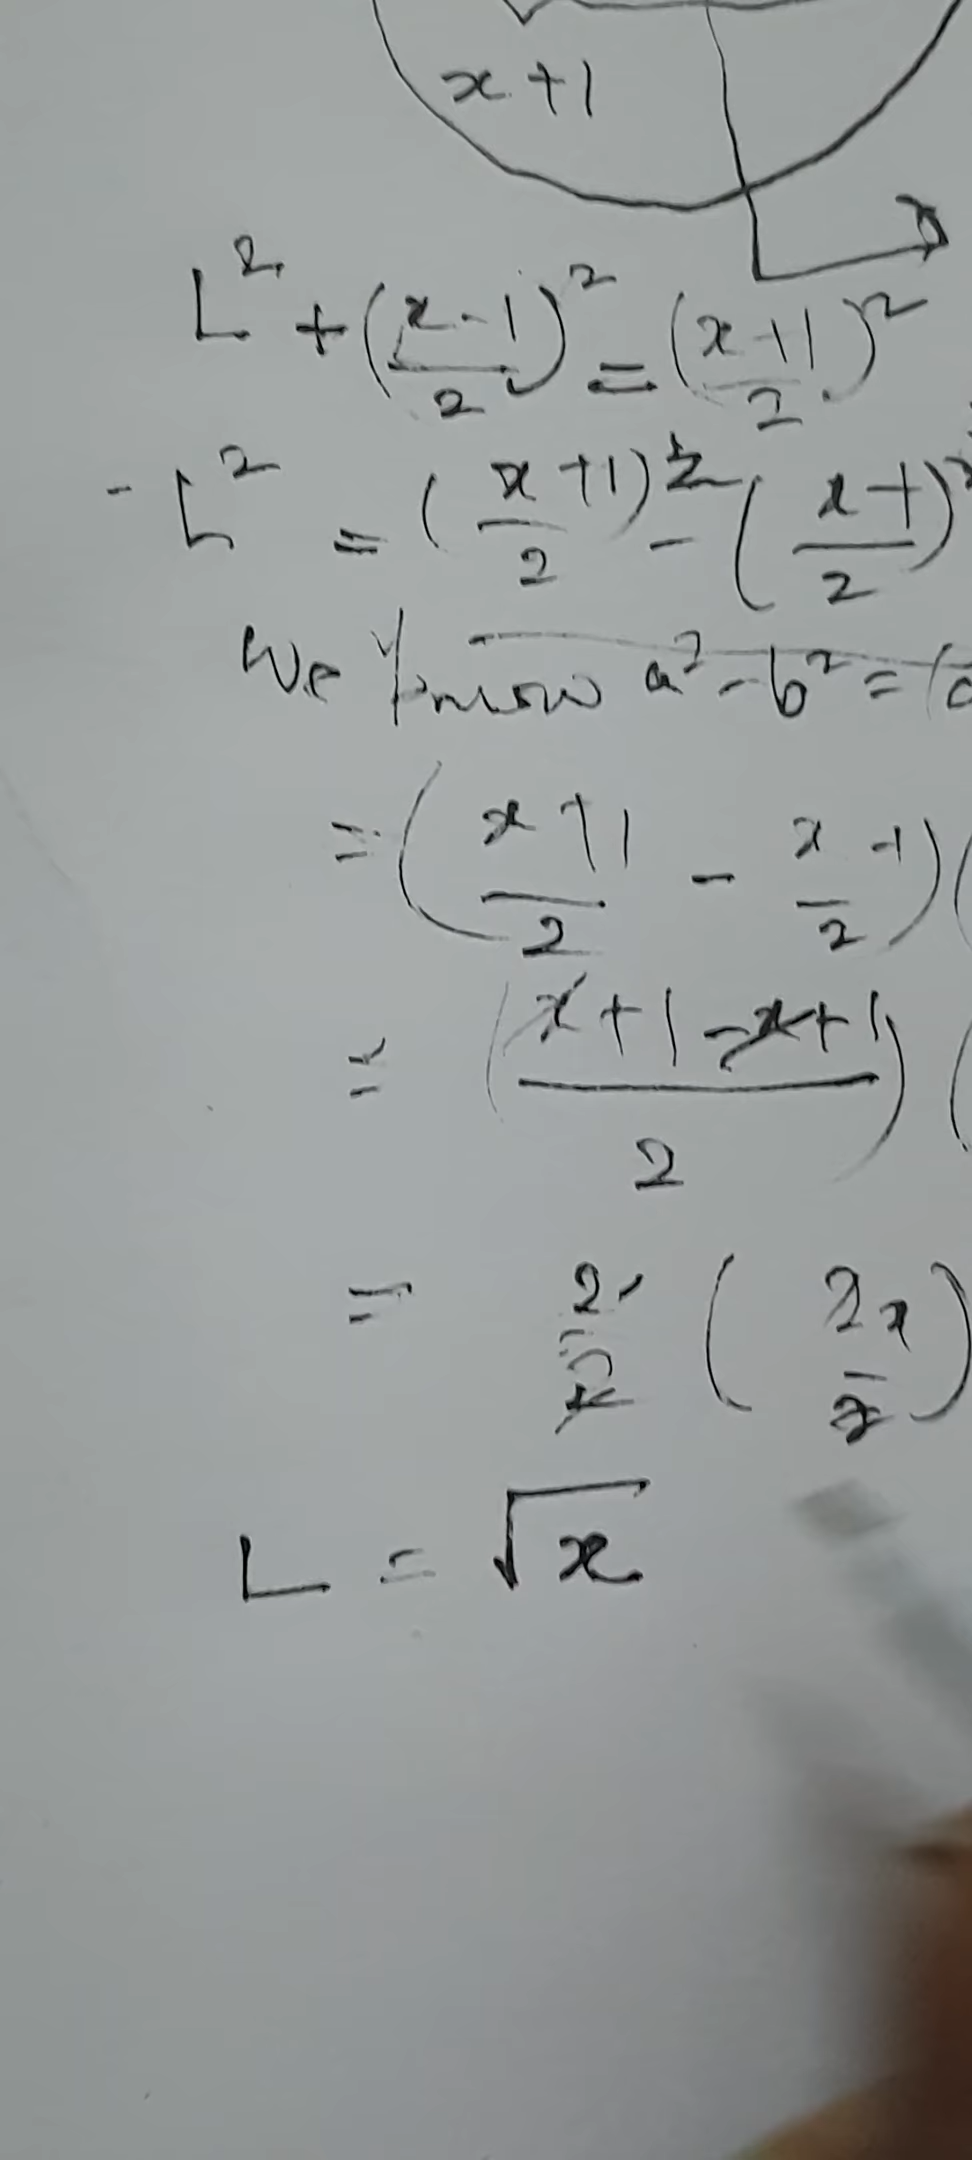 x+1
L² + (x-1/2)² = (x+1/2)²
- L² = (x+1/2)² - (x-1/2)²
We know a² - b² = (a
= (x+1/2 - x-1/2) (
= (x+1-x+1/2) (
= 2/2 (2x/2)
L = √x